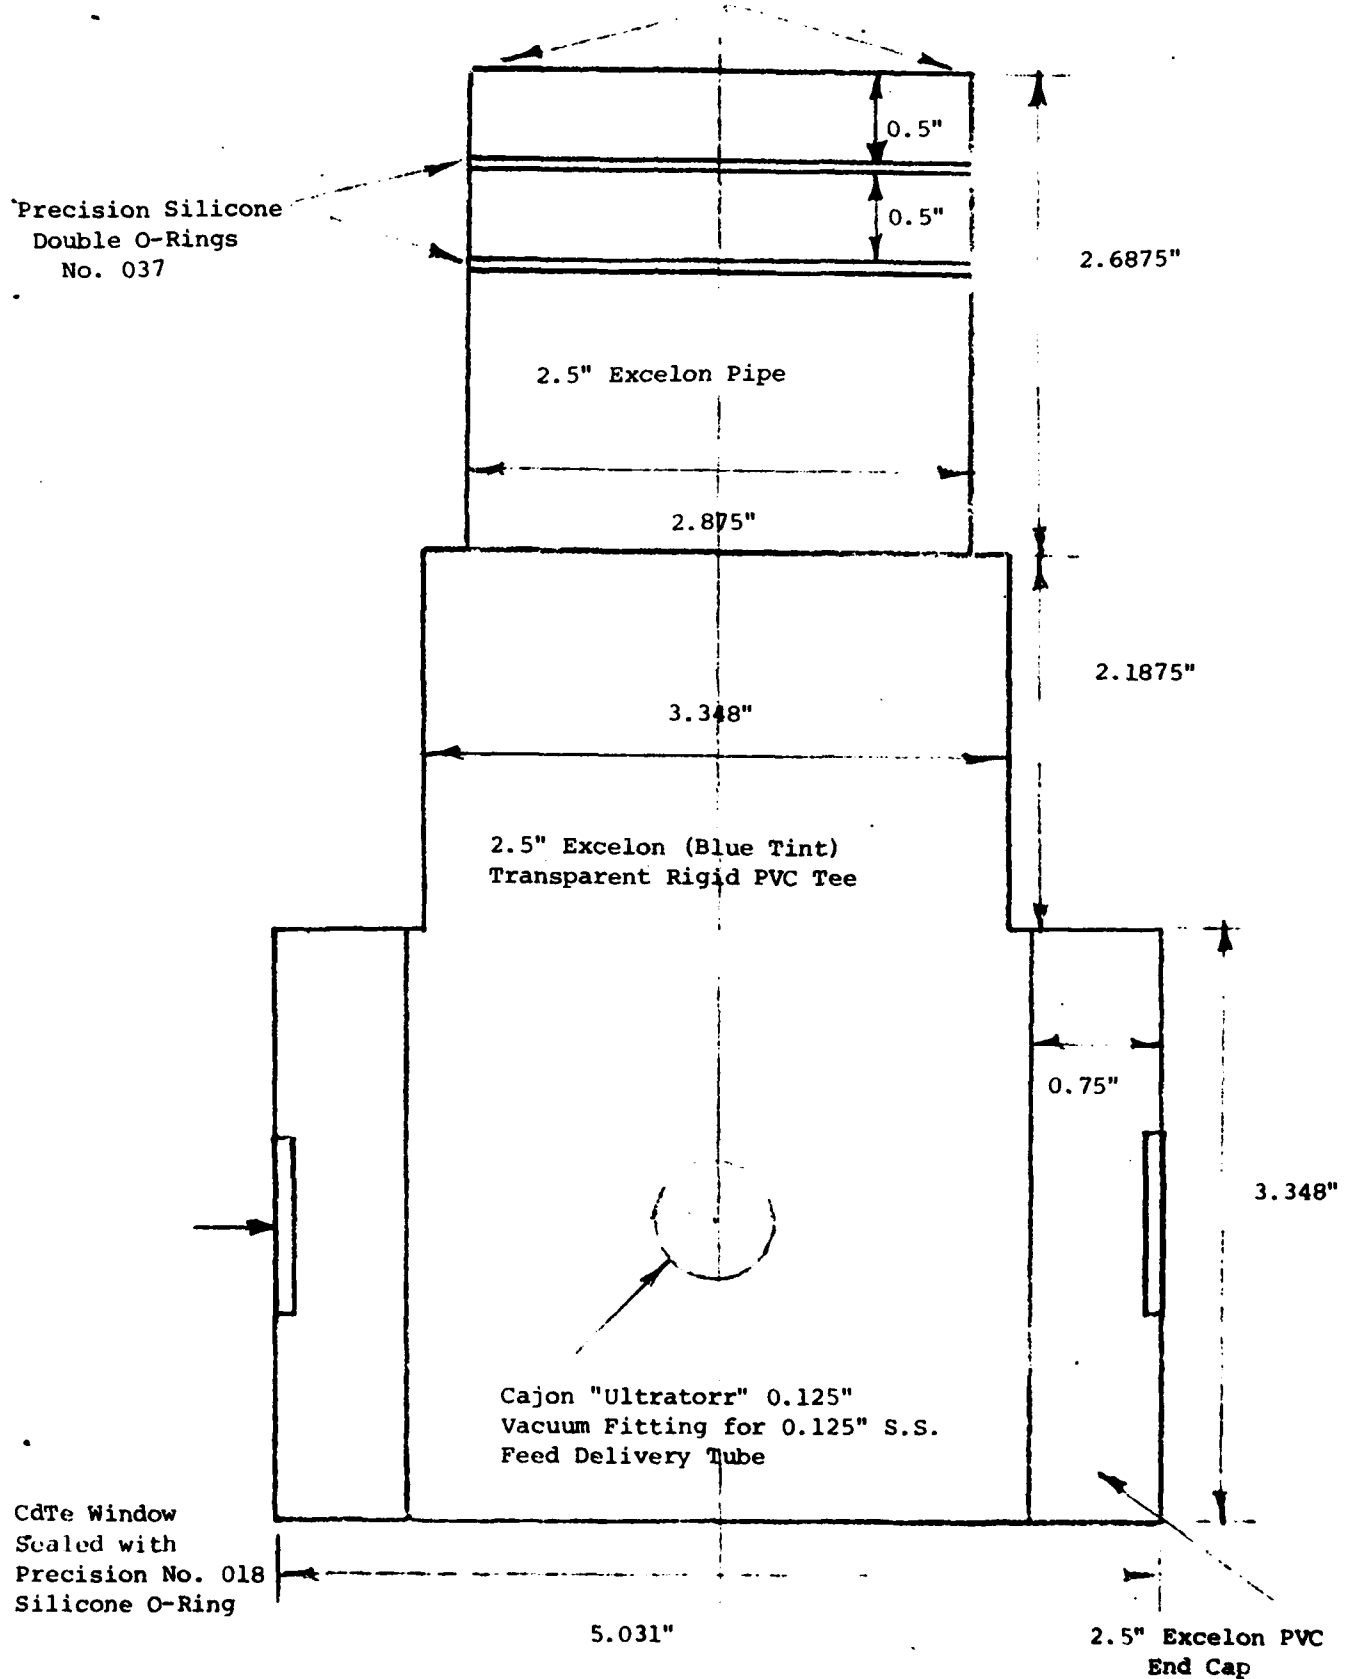 0.5"
Precision Silicone
Double O-Rings
No. 037
0.5"
2.6875"
2.5" Excelon Pipe
2.875"
2.1875"
3.348"
2.5" Excelon (Blue Tint)
Transparent Rigid PVC Tee
0.75"
3.348"
Cajon "Ultratorr" 0.125"
Vacuum Fitting for 0.125" S.S.
Feed Delivery Tube
CdTe Window
Sealed with
Precision No. 018
Silicone O-Ring
5.031"
2.5" Excelon PVC
End Cap